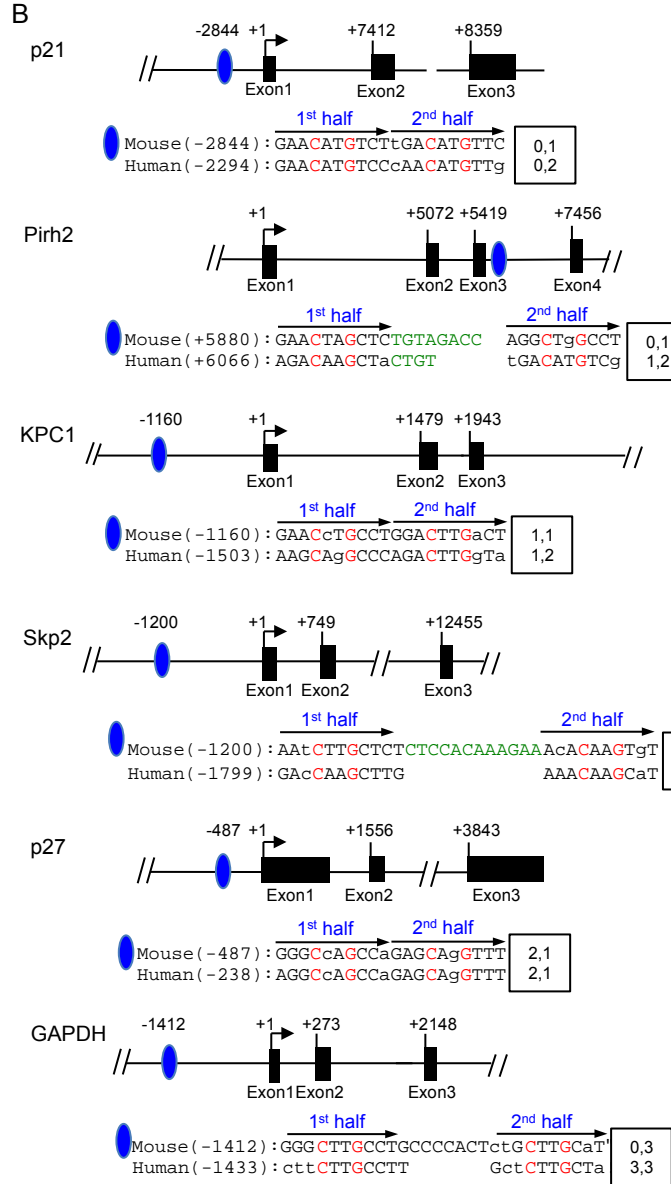 B
p21
-2844 +1 +7412 +8359
Exon1 Exon2 Exon3
1st half 2nd half
Mouse(-2844):GAACATGTCTtGACATGTTC 0,1
Human(-2294):GAACATGTCCcAACATGTTg 0,2
Pirh2
+1 +5072 +5419 +7456
Exon1 Exon2 Exon3 Exon4
1st half 2nd half
Mouse(+5880):GAACTAGCTCTGTAGACC AGGCTgGCCT 0,1
Human(+6066):AGACAAGCTaCTGT tGACATGTCg 1,2
KPC1
-1160 +1 +1479 +1943
Exon1 Exon2 Exon3
1st half 2nd half
Mouse(-1160):GAACcTGCCTGGACTTGaCT 1,1
Human(-1503):AAGCAgGCCCAGACTTGgTa 1,2
Skp2
-1200 +1 +749 +12455
Exon1 Exon2 Exon3
1st half 2nd half
Mouse(-1200):AAtCTTGCTCTCTCCACAAAGAAAcACAAGTgT
Human(-1799):GAcCAAGCTTG AAACAAGCaT
p27
-487 +1 +1556 +3843
Exon1 Exon2 Exon3
1st half 2nd half
Mouse(-487):GGGCcAGCCaGAGCAgGTTT 2,1
Human(-238):AGGCCAGCCaGAGCAgGTTT 2,1
GAPDH
-1412 +1 +273 +2148
Exon1 Exon2 Exon3
1st half 2nd half
Mouse(-1412):GGGCTTGCCTGCCCCACTctGCTTGCaT' 0,3
Human(-1433):cttCTTGCCTT GctCTTGCTa 3,3